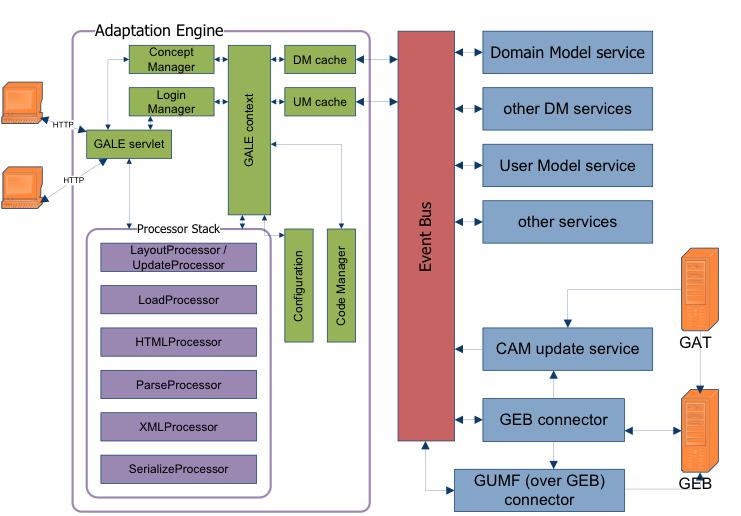 Adaptation Engine
Concept
Manager
Login
Manager
GALE servlet
GALE context
DM cache
UM cache
HTTP
HTTP
Processor Stack
LayoutProcessor /
UpdateProcessor
LoadProcessor
HTMLProcessor
ParseProcessor
XMLProcessor
SerializeProcessor
Configuration
Code Manager
Event Bus
Domain Model service
other DM services
User Model service
other services
CAM update service
GEB connector
GUMF (over GEB)
connector
GAT
GEB